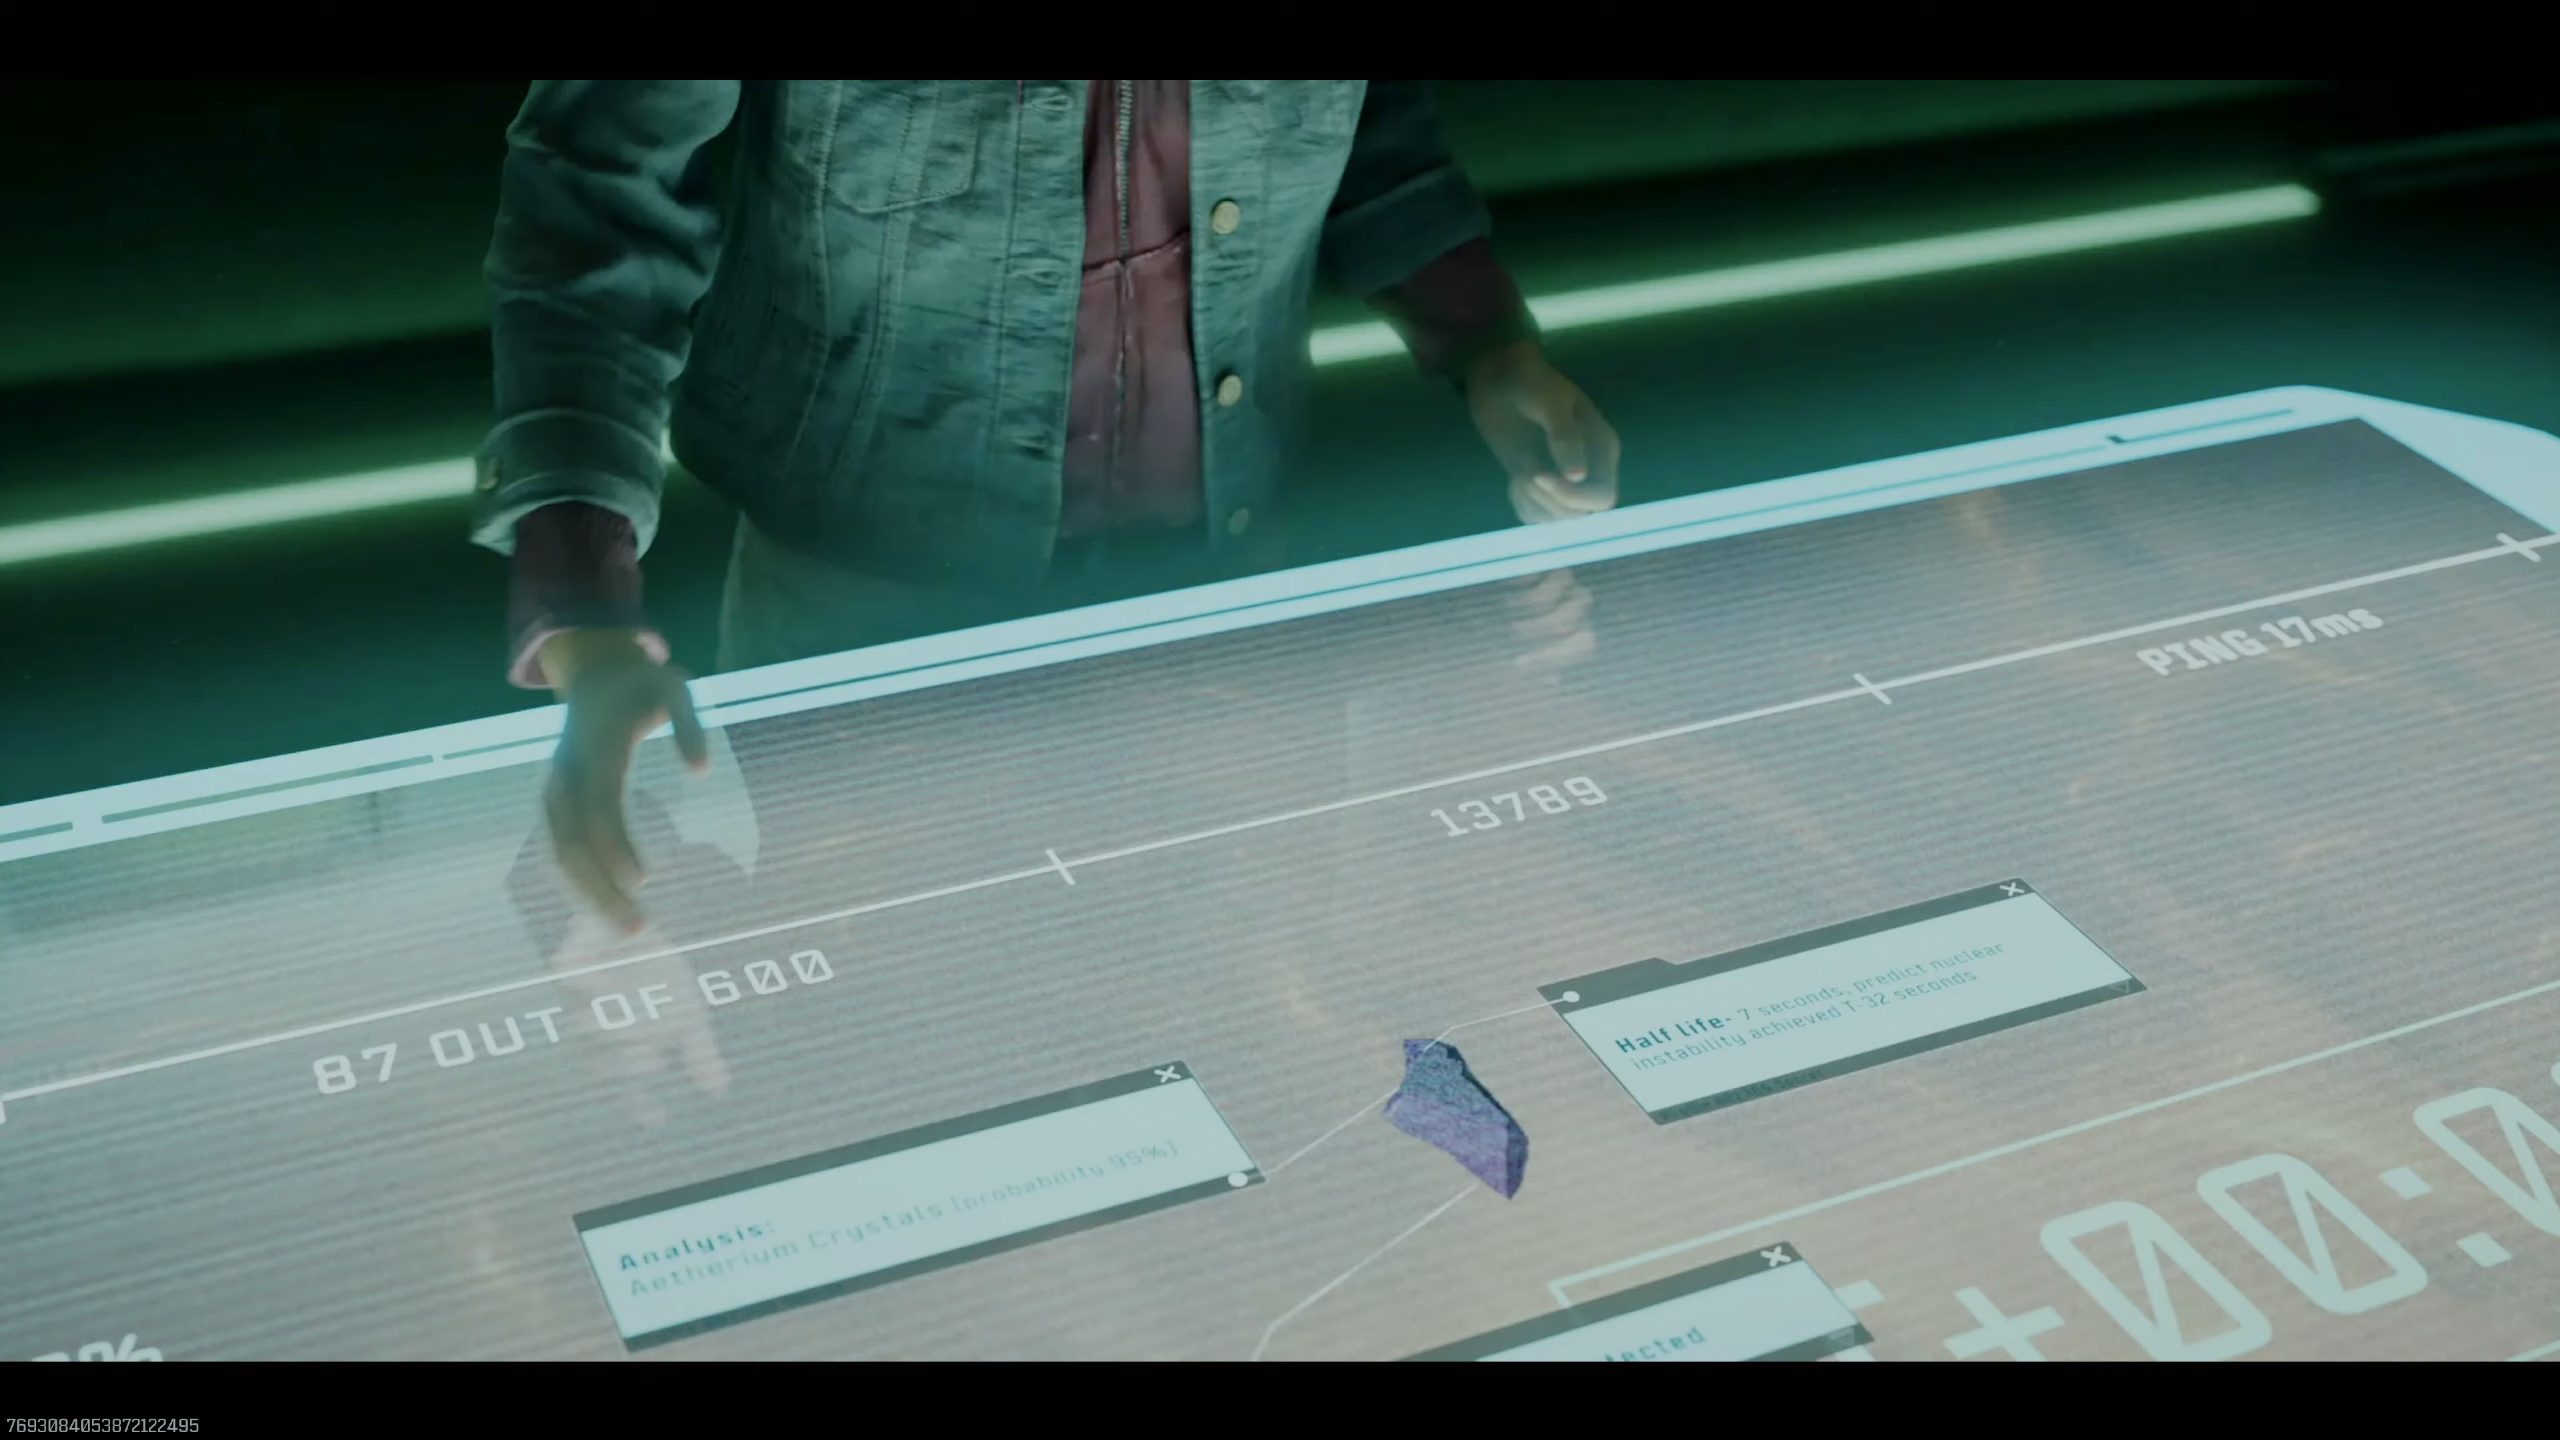 PING 17ms
13789
87 OUT OF 600
Half life- 7 seconds, predict nuclear
instability achieved T-32 seconds
Analysis:
Aetherium Crystals [probability 95%]
+00:0
tected
%
7693084053872122495